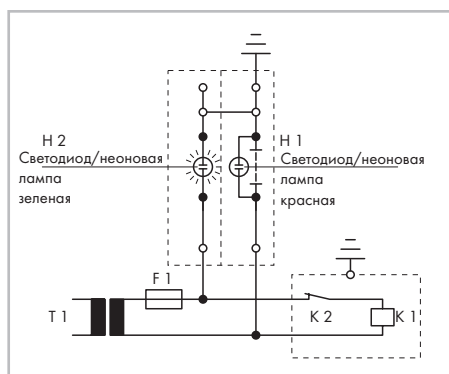 H 2
Светодиод/неоновая
лампа
зеленая
H 1
Светодиод/неоновая
лампа
красная
F 1
T 1
K 2
K 1